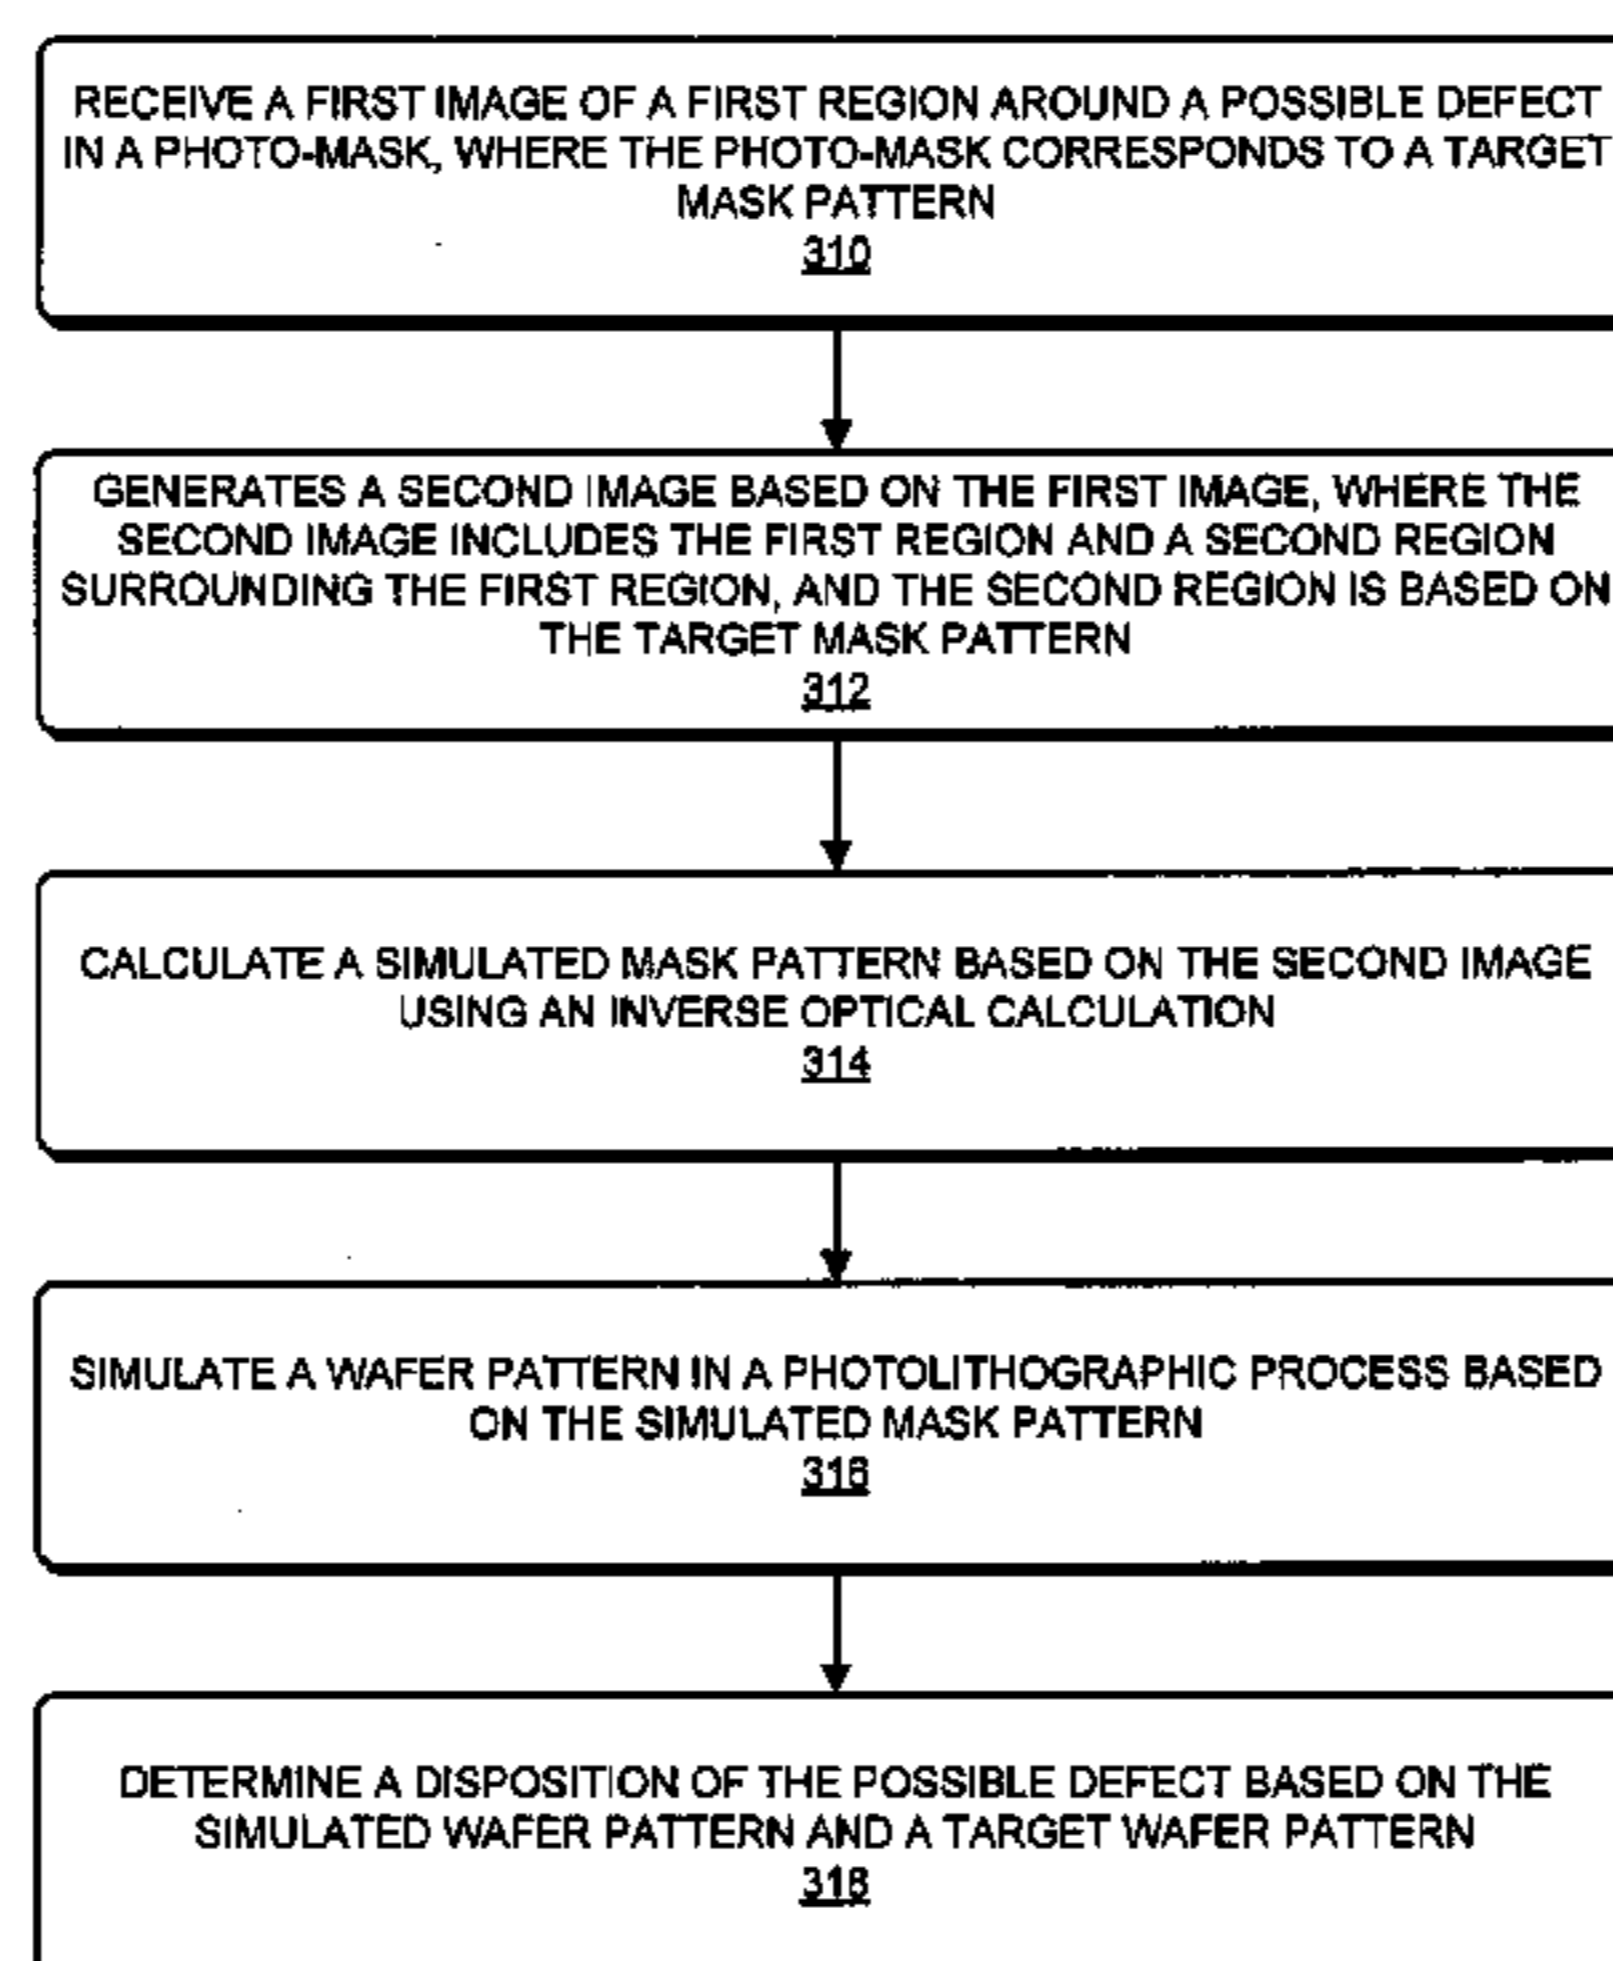 RECEIVE A FIRST IMAGE OF A FIRST REGION AROUND A POSSIBLE DEFECT
IN A PHOTO-MASK, WHERE THE PHOTO-MASK CORRESPONDS TO A TARGET
MASK PATTERN
310
GENERATES A SECOND IMAGE BASED ON THE FIRST IMAGE, WHERE THE
SECOND IMAGE INCLUDES THE FIRST REGION AND A SECOND REGION
SURROUNDING THE FIRST REGION, AND THE SECOND REGION IS BASED ON
THE TARGET MASK PATTERN
312
CALCULATE A SIMULATED MASK PATTERN BASED ON THE SECOND IMAGE
USING AN INVERSE OPTICAL CALCULATION
314
SIMULATE A WAFER PATTERN IN A PHOTOLITHOGRAPHIC PROCESS BASED
ON THE SIMULATED MASK PATTERN
316
DETERMINE A DISPOSITION OF THE POSSIBLE DEFECT BASED ON THE
SIMULATED WAFER PATTERN AND A TARGET WAFER PATTERN
318